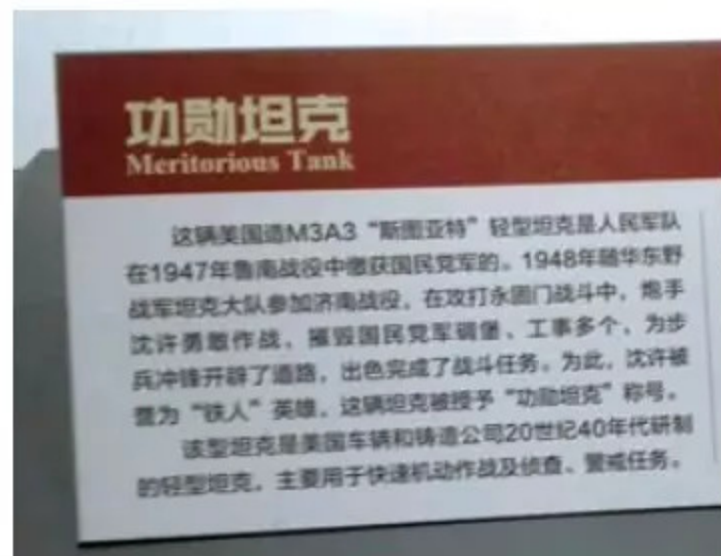 功勋坦克
Meritorious Tank
这辆美国造M3A3“斯图亚特”轻型坦克是人民军队
在1947年鲁南战役中缴获国民党军的。1948年随华东野
战军坦克大队参加济南战役，在攻打永固门战斗中，炮手
沈许勇敢作战，摧毁国民党军碉堡、工事多个，为步
兵冲锋开辟了道路，出色完成了战斗任务。为此，沈许被
誉为“铁人”英雄，这辆坦克被授予“功勋坦克”称号。
该型坦克是美国车辆和铸造公司20世纪40年代研制
的轻型坦克，主要用于快速机动作战及侦查、警戒任务。